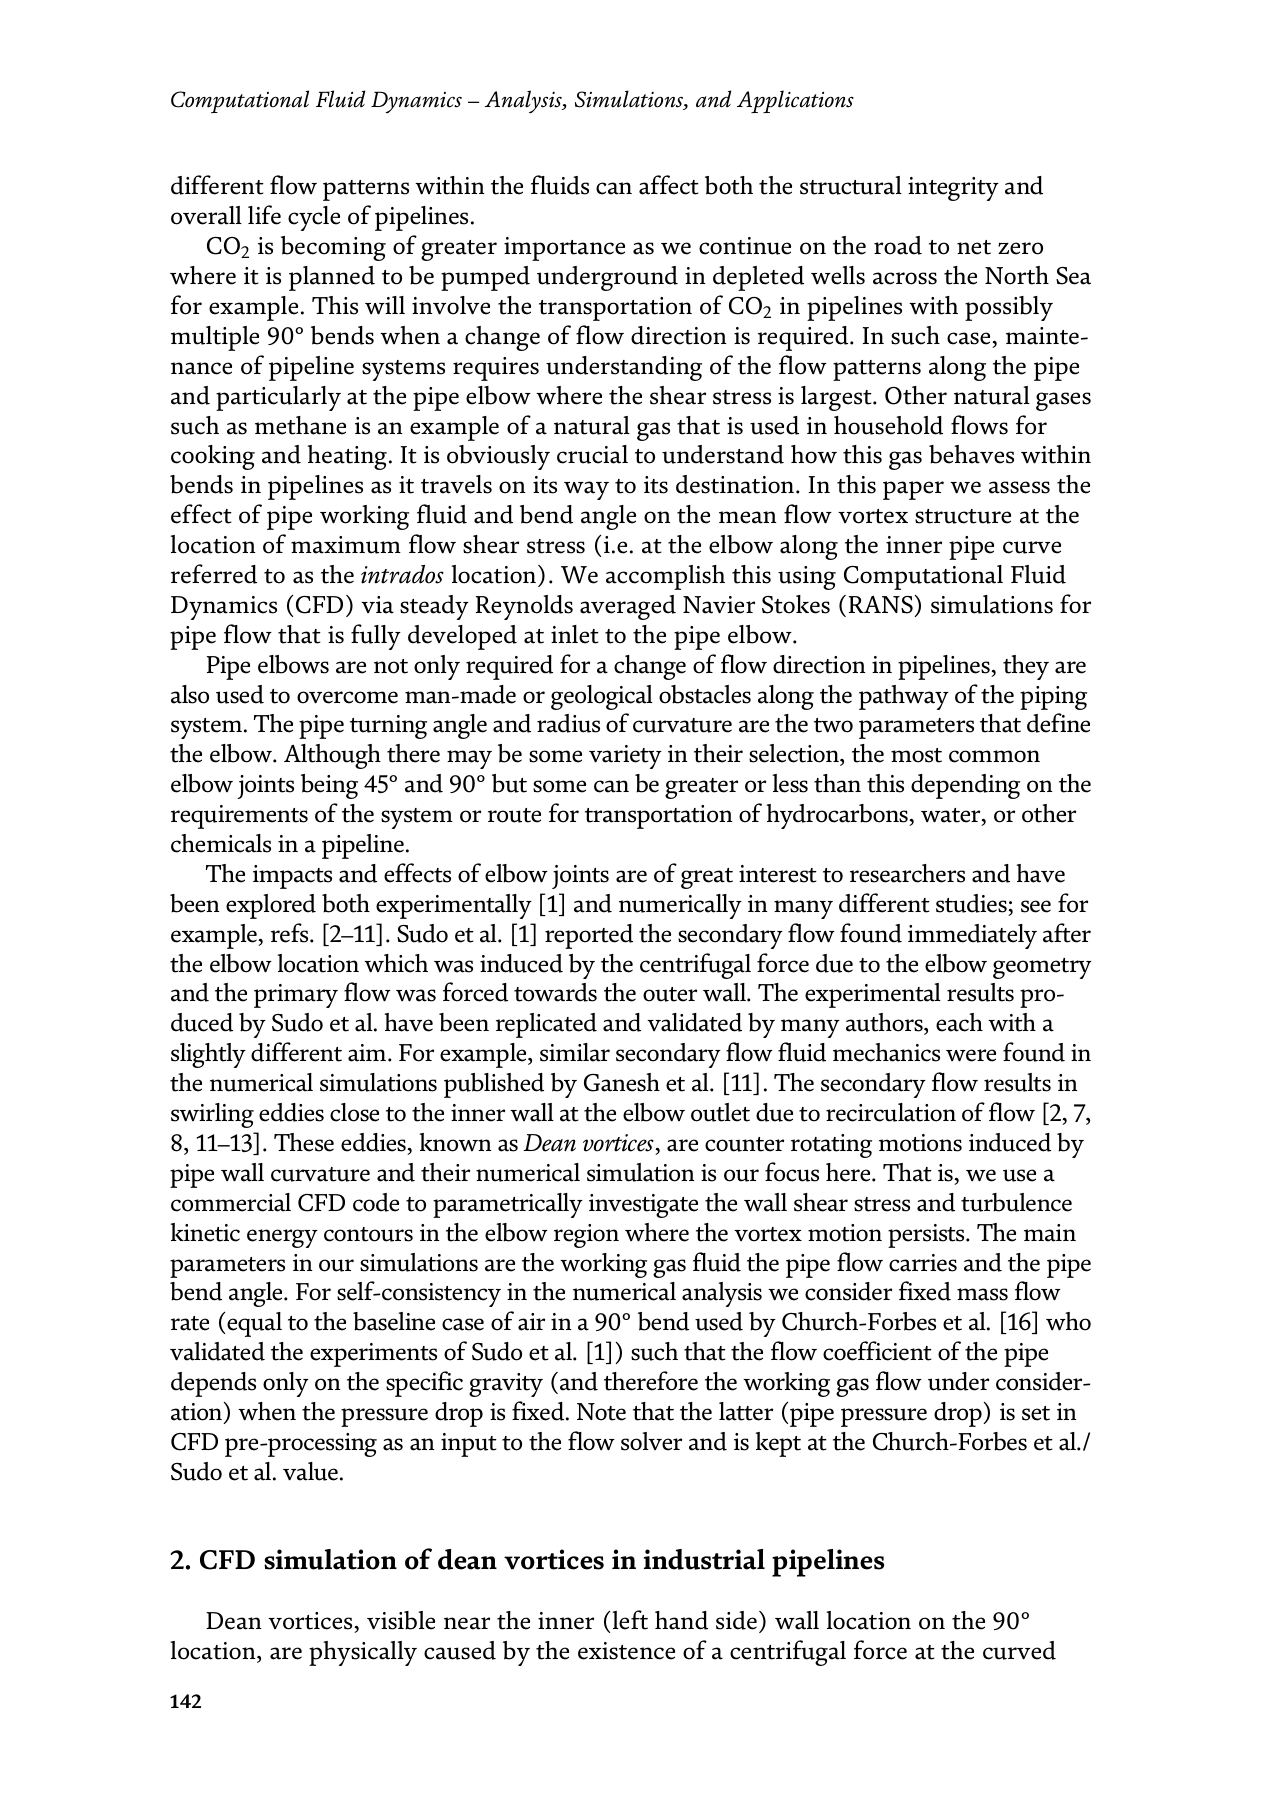 Computational Fluid Dynamics – Analysis, Simulations, and Applications
different flow patterns within the fluids can affect both the structural integrity and
overall life cycle of pipelines.
CO₂ is becoming of greater importance as we continue on the road to net zero
where it is planned to be pumped underground in depleted wells across the North Sea
for example. This will involve the transportation of CO₂ in pipelines with possibly
multiple 90° bends when a change of flow direction is required. In such case, mainte-
nance of pipeline systems requires understanding of the flow patterns along the pipe
and particularly at the pipe elbow where the shear stress is largest. Other natural gases
such as methane is an example of a natural gas that is used in household flows for
cooking and heating. It is obviously crucial to understand how this gas behaves within
bends in pipelines as it travels on its way to its destination. In this paper we assess the
effect of pipe working fluid and bend angle on the mean flow vortex structure at the
location of maximum flow shear stress (i.e. at the elbow along the inner pipe curve
referred to as the intrados location). We accomplish this using Computational Fluid
Dynamics (CFD) via steady Reynolds averaged Navier Stokes (RANS) simulations for
pipe flow that is fully developed at inlet to the pipe elbow.
Pipe elbows are not only required for a change of flow direction in pipelines, they are
also used to overcome man-made or geological obstacles along the pathway of the piping
system. The pipe turning angle and radius of curvature are the two parameters that define
the elbow. Although there may be some variety in their selection, the most common
elbow joints being 45° and 90° but some can be greater or less than this depending on the
requirements of the system or route for transportation of hydrocarbons, water, or other
chemicals in a pipeline.
The impacts and effects of elbow joints are of great interest to researchers and have
been explored both experimentally [1] and numerically in many different studies; see for
example, refs. [2–11]. Sudo et al. [1] reported the secondary flow found immediately after
the elbow location which was induced by the centrifugal force due to the elbow geometry
and the primary flow was forced towards the outer wall. The experimental results pro-
duced by Sudo et al. have been replicated and validated by many authors, each with a
slightly different aim. For example, similar secondary flow fluid mechanics were found in
the numerical simulations published by Ganesh et al. [11]. The secondary flow results in
swirling eddies close to the inner wall at the elbow outlet due to recirculation of flow [2, 7,
8, 11–13]. These eddies, known as Dean vortices, are counter rotating motions induced by
pipe wall curvature and their numerical simulation is our focus here. That is, we use a
commercial CFD code to parametrically investigate the wall shear stress and turbulence
kinetic energy contours in the elbow region where the vortex motion persists. The main
parameters in our simulations are the working gas fluid the pipe flow carries and the pipe
bend angle. For self-consistency in the numerical analysis we consider fixed mass flow
rate (equal to the baseline case of air in a 90° bend used by Church-Forbes et al. [16] who
validated the experiments of Sudo et al. [1]) such that the flow coefficient of the pipe
depends only on the specific gravity (and therefore the working gas flow under consider-
ation) when the pressure drop is fixed. Note that the latter (pipe pressure drop) is set in
CFD pre-processing as an input to the flow solver and is kept at the Church-Forbes et al./
Sudo et al. value.
2. CFD simulation of dean vortices in industrial pipelines
Dean vortices, visible near the inner (left hand side) wall location on the 90°
location, are physically caused by the existence of a centrifugal force at the curved
142